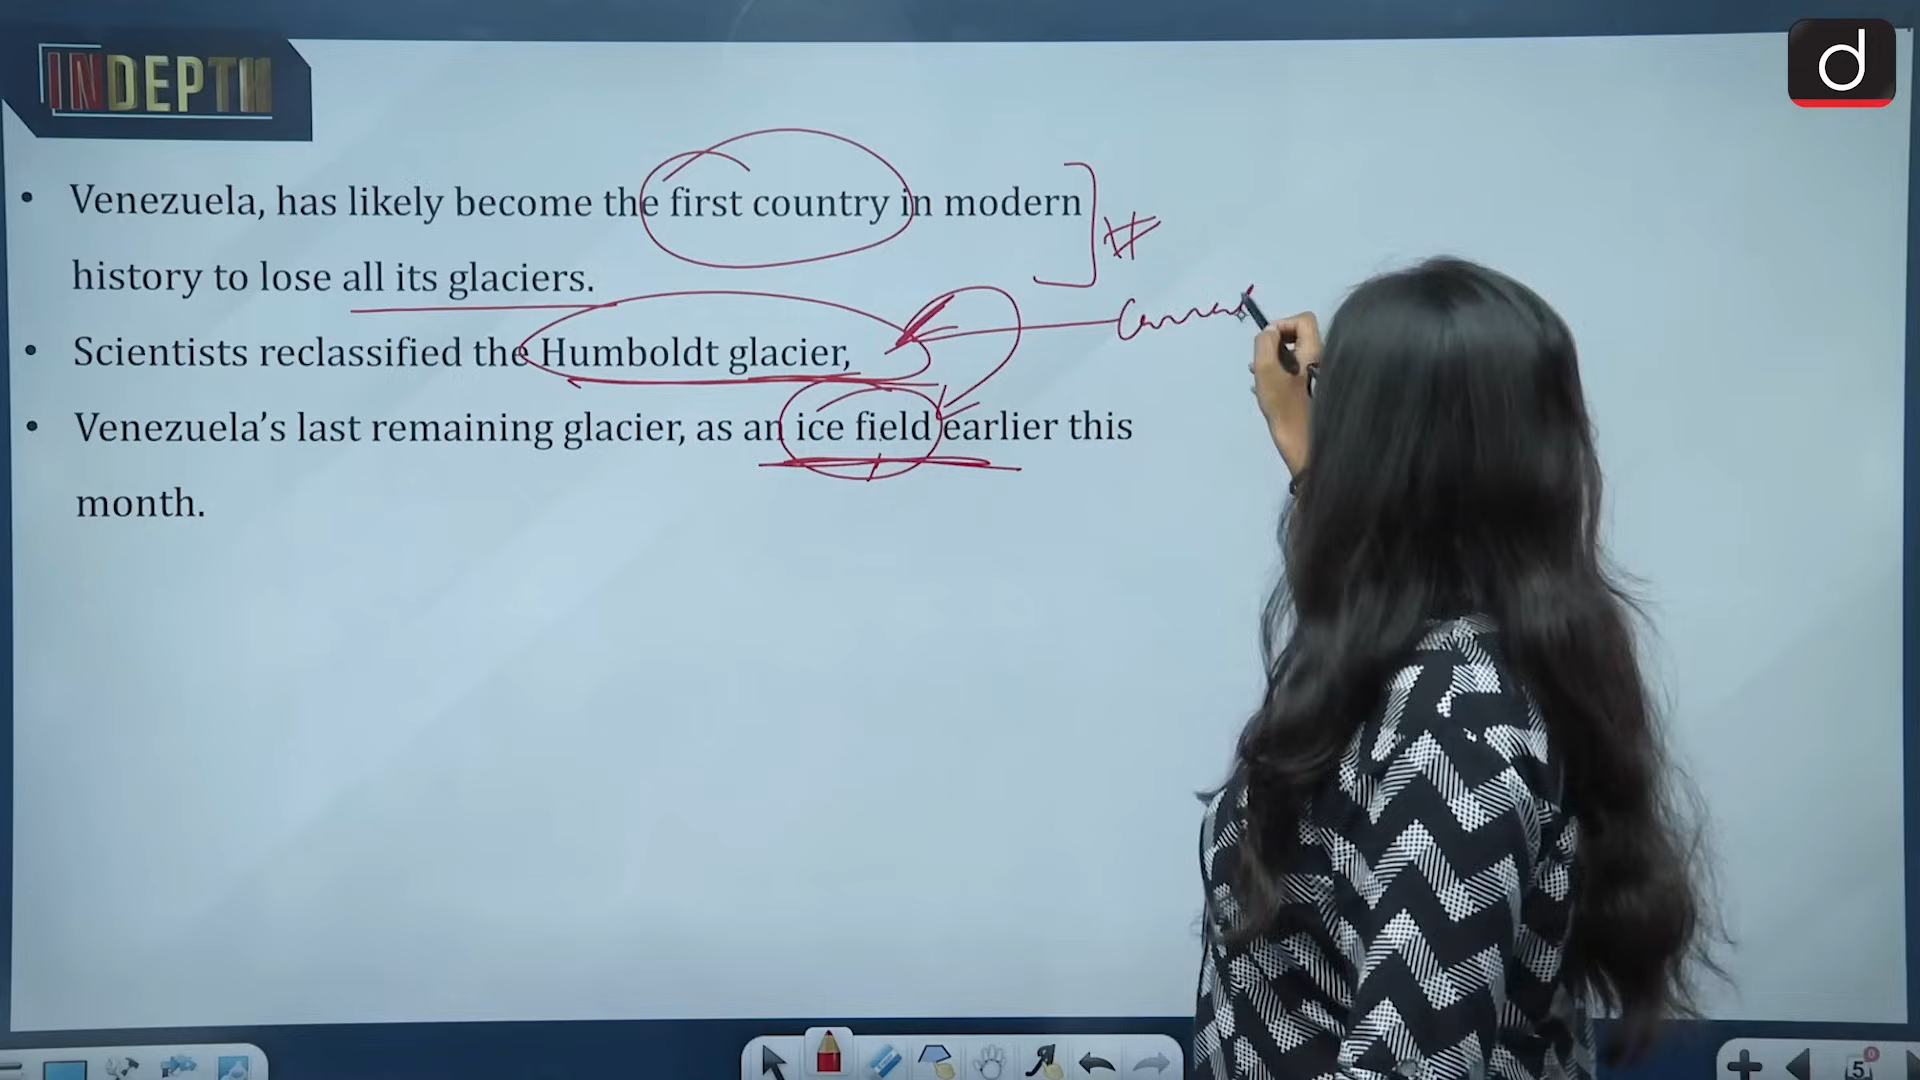 INDEPTH
d
• Venezuela, has likely become the first country in modern
history to lose all its glaciers.
• Scientists reclassified the Humboldt glacier,
• Venezuela’s last remaining glacier, as an ice field earlier this
month.
5